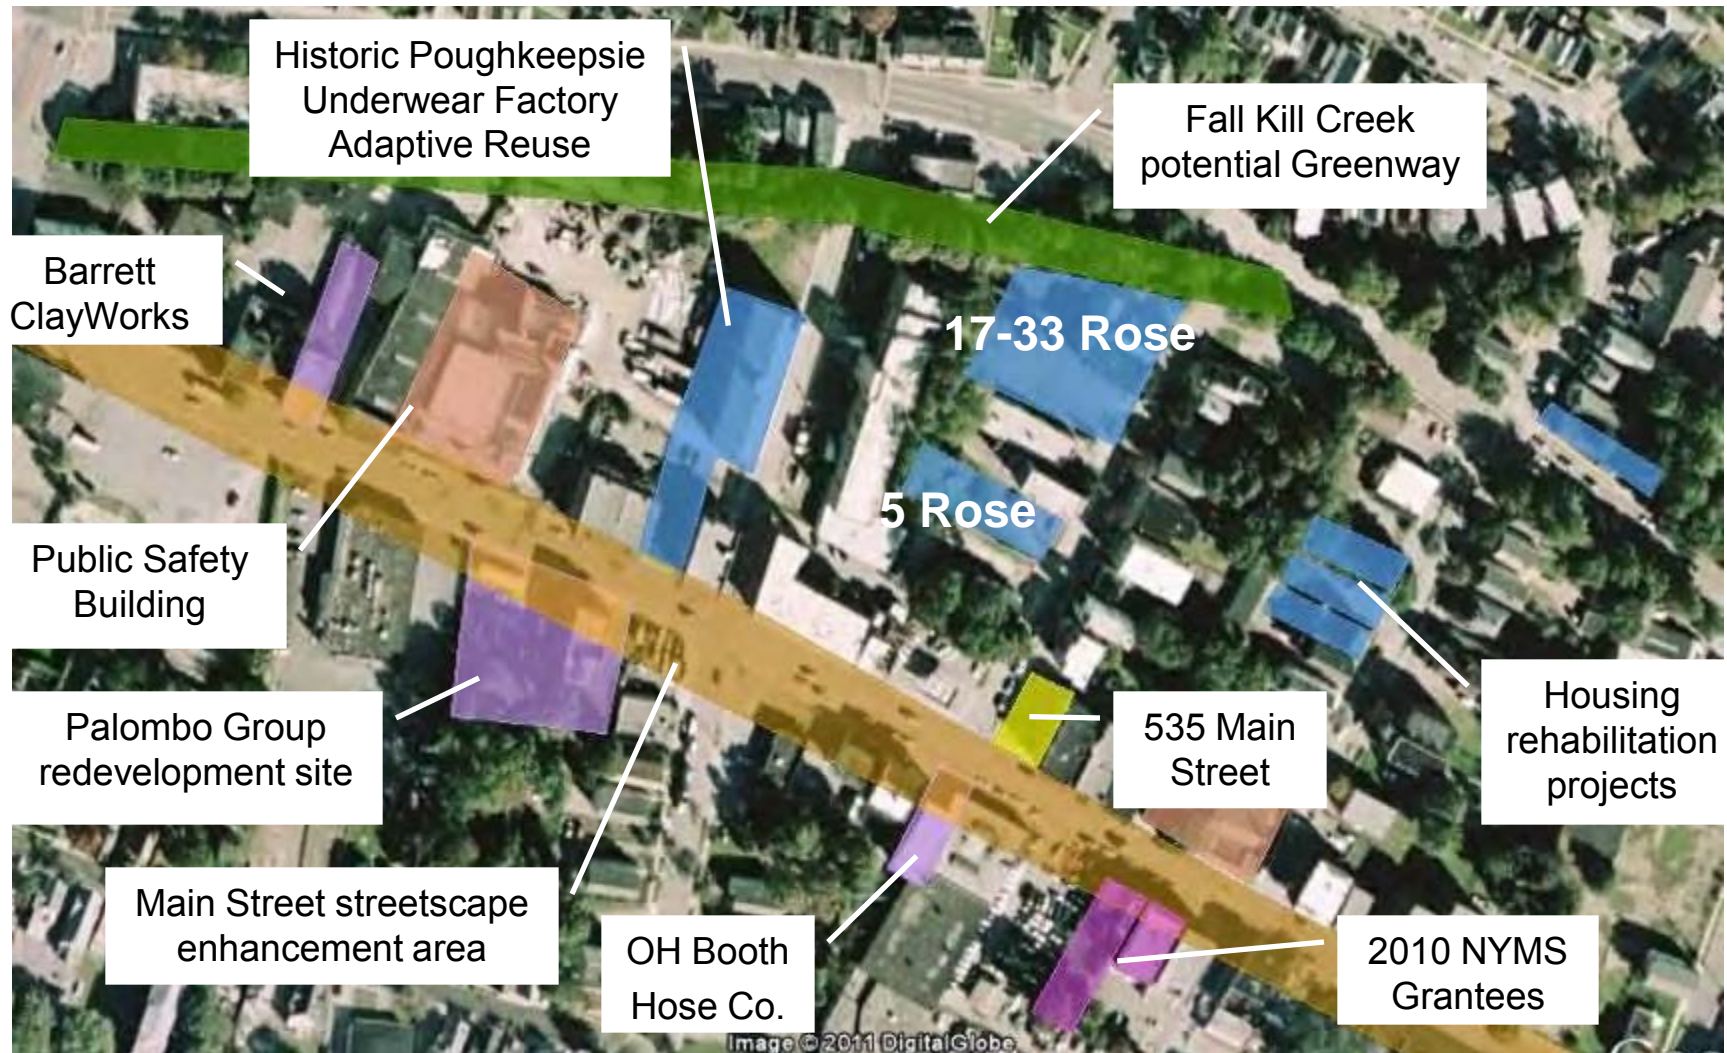 Historic Poughkeepsie
Underwear Factory
Adaptive Reuse
Fall Kill Creek
potential Greenway
Barrett
ClayWorks
17-33 Rose
5 Rose
Public Safety
Building
Palombo Group
redevelopment site
535 Main
Street
Housing
rehabilitation
projects
Main Street streetscape
enhancement area
OH Booth
Hose Co.
2010 NYMS
Grantees
Image © 2011 DigitalGlobe